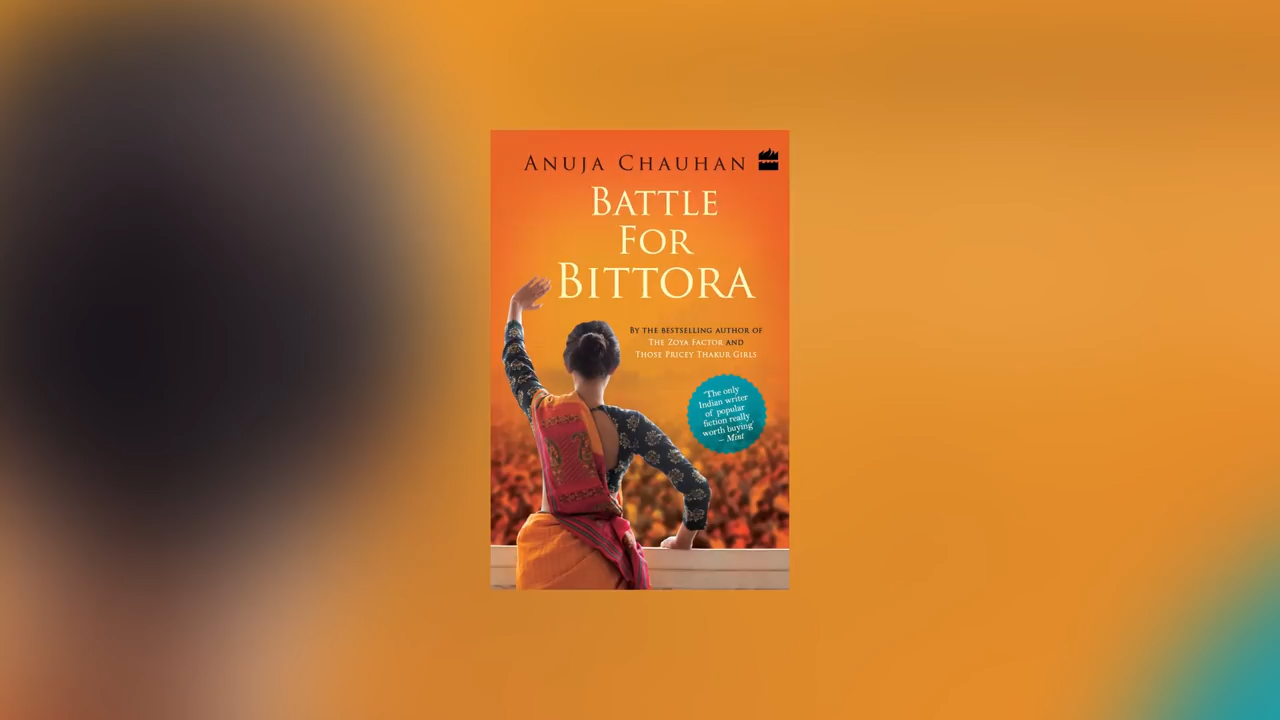 ANUJA CHAUHAN
BATTLE
FOR
BITTORA
BY THE BESTSELLING AUTHOR OF
THE ZOYA FACTOR AND
THOSE PRICEY THAKUR GIRLS
'The only
Indian writer
of popular
fiction really
worth buying'
– Mint